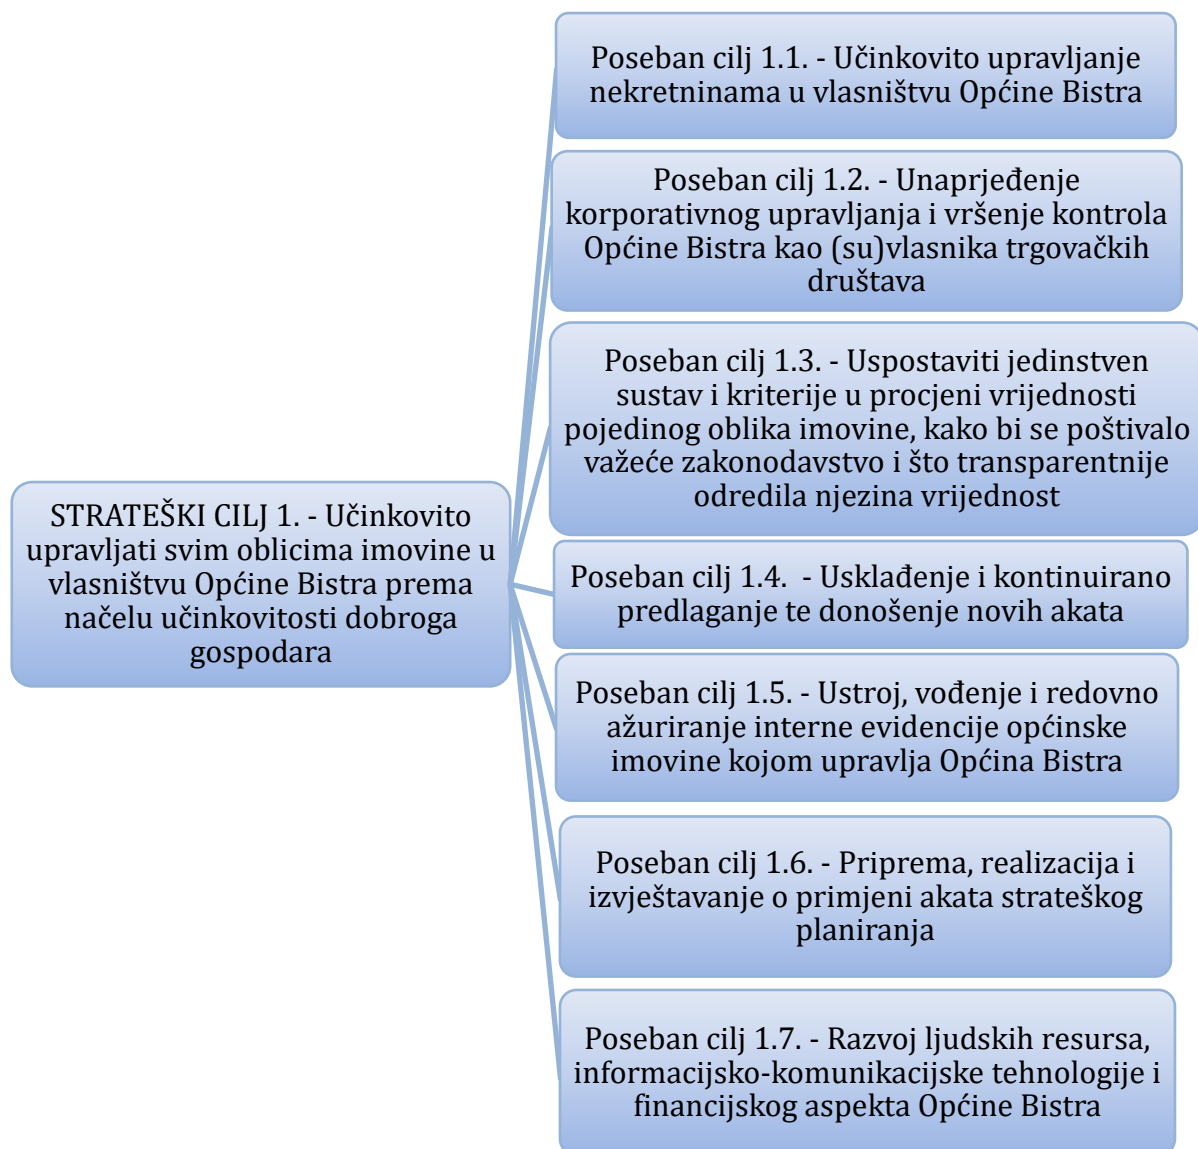 STRATEŠKI CILJ 1. - Učinkovito
upravljati svim oblicima imovine u
vlasništvu Općine Bistra prema
načelu učinkovitosti dobroga
gospodara
Poseban cilj 1.1. - Učinkovito upravljanje
nekretninama u vlasništvu Općine Bistra
Poseban cilj 1.2. - Unaprjeđenje
korporativnog upravljanja i vršenje kontrola
Općine Bistra kao (su)vlasnika trgovačkih
društava
Poseban cilj 1.3. - Uspostaviti jedinstven
sustav i kriterije u procjeni vrijednosti
pojedinog oblika imovine, kako bi se poštivalo
važeće zakonodavstvo i što transparentnije
odredila njezina vrijednost
Poseban cilj 1.4.  - Usklađenje i kontinuirano
predlaganje te donošenje novih akata
Poseban cilj 1.5. - Ustroj, vođenje i redovno
ažuriranje interne evidencije općinske
imovine kojom upravlja Općina Bistra
Poseban cilj 1.6. - Priprema, realizacija i
izvještavanje o primjeni akata strateškog
planiranja
Poseban cilj 1.7. - Razvoj ljudskih resursa,
informacijsko-komunikacijske tehnologije i
financijskog aspekta Općine Bistra